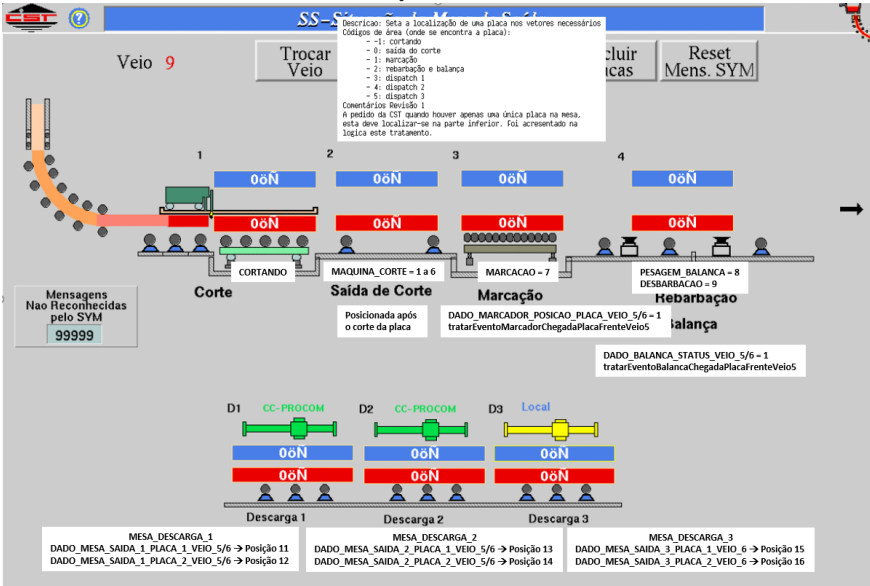 CST
?
SS-Situação da Mesa de Saída
Descricao: Seta a localização de uma placa nos vetores necessários
Códigos de área (onde se encontra a placa):
- -1: cortando
- 0: saída do corte
- 1: marcação
- 2: rebarbação e balança
- 3: dispatch 1
- 4: dispatch 2
- 5: dispatch 3
Comentários Revisão 1
A pedido da CST quando houver apenas uma única placa na mesa,
esta deve localizar-se na parte inferior. Foi acresentado na
logica este tratamento.
Veio 9
Trocar
Veio
cluir
cas
Reset
Mens. SYM
1
2
3
4
0öÑ
0öÑ
0öÑ
0öÑ
0öÑ
0öÑ
0öÑ
0öÑ
CORTANDO
MAQUINA_CORTE = 1 a 6
MARCACAO = 7
PESAGEM_BALANCA = 8
DESBARBACAO = 9
Corte
Saída de Corte
Marcação
Rebarbação
Balança
Mensagens
Nao Reconhecidas
pelo SYM
99999
Posicionada após
o corte da placa
DADO_MARCADOR_POSICAO_PLACA_VEIO_5/6 = 1
tratarEventoMarcadorChegadaPlacaFrenteVeio5
DADO_BALANCA_STATUS_VEIO_5/6 = 1
tratarEventoBalancaChegadaPlacaFrenteVeio5
D1 CC-PROCOM
D2 CC-PROCOM
D3 Local
0öÑ
0öÑ
0öÑ
0öÑ
0öÑ
0öÑ
Descarga 1
Descarga 2
Descarga 3
MESA_DESCARGA_1
DADO_MESA_SAIDA_1_PLACA_1_VEIO_5/6 → Posição 11
DADO_MESA_SAIDA_1_PLACA_2_VEIO_5/6 → Posição 12
MESA_DESCARGA_2
DADO_MESA_SAIDA_2_PLACA_1_VEIO_5/6 → Posição 13
DADO_MESA_SAIDA_2_PLACA_2_VEIO_5/6 → Posição 14
MESA_DESCARGA_3
DADO_MESA_SAIDA_3_PLACA_1_VEIO_6 → Posição 15
DADO_MESA_SAIDA_3_PLACA_2_VEIO_6 → Posição 16